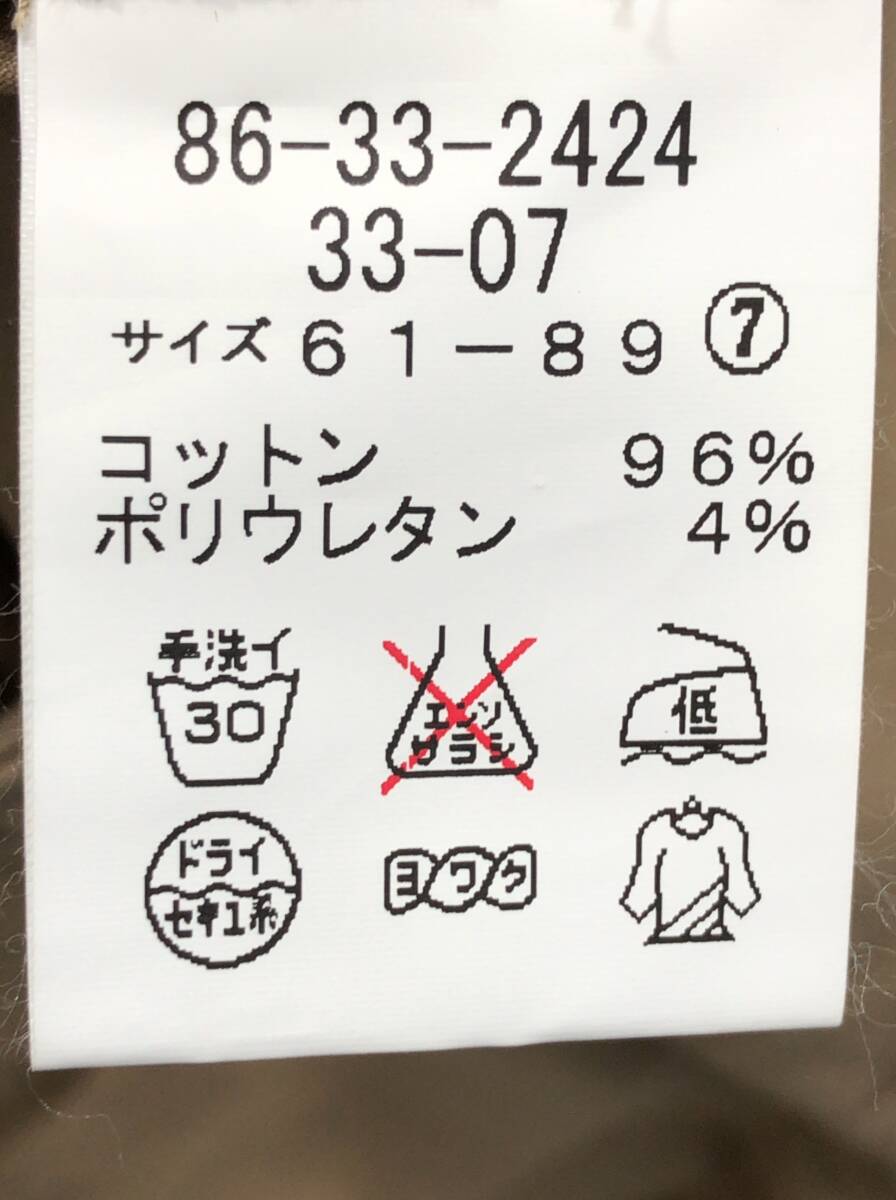 86-33-2424
33-07
サイズ 61-89 ⑦
コットン 96%
ポリウレタン 4%
手洗イ
30
エンソ
サラシ
低
ドライ
セキユ系
ヨワク